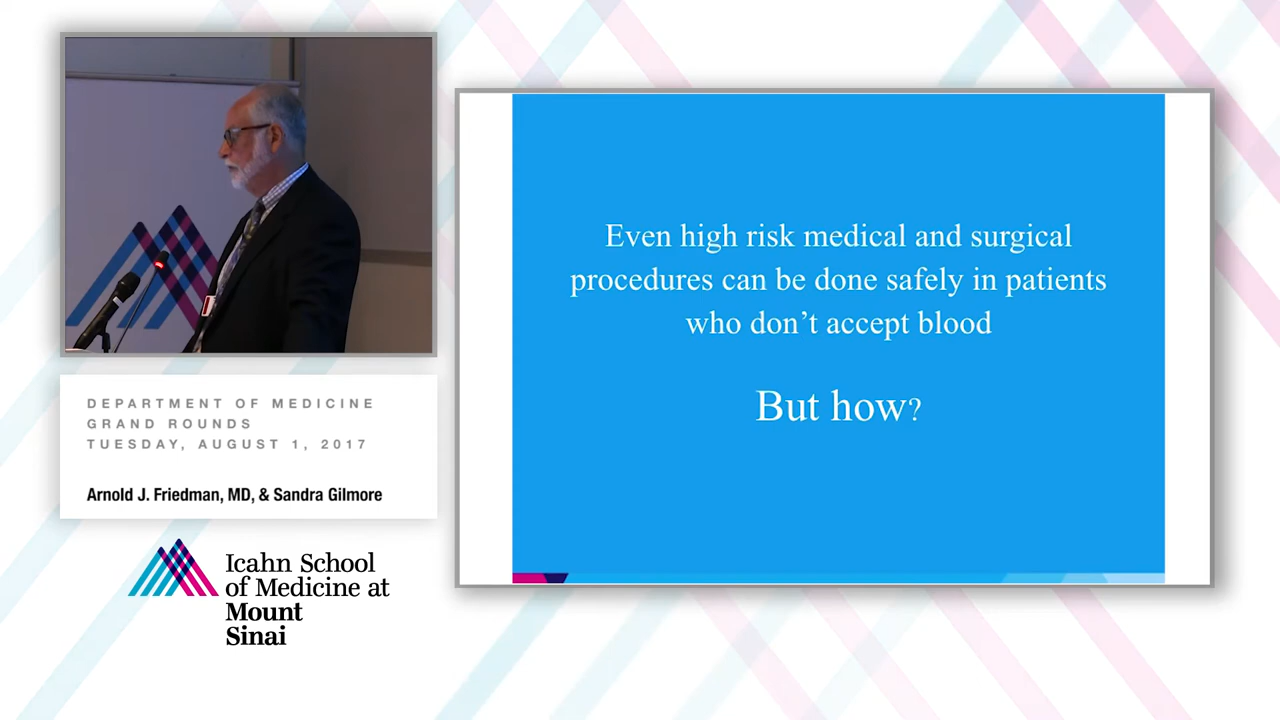 Even high risk medical and surgical
procedures can be done safely in patients
who don’t accept blood
But how?
DEPARTMENT OF MEDICINE
GRAND ROUNDS
TUESDAY, AUGUST 1, 2017
Arnold J. Friedman, MD, & Sandra Gilmore
Icahn School
of Medicine at
Mount
Sinai